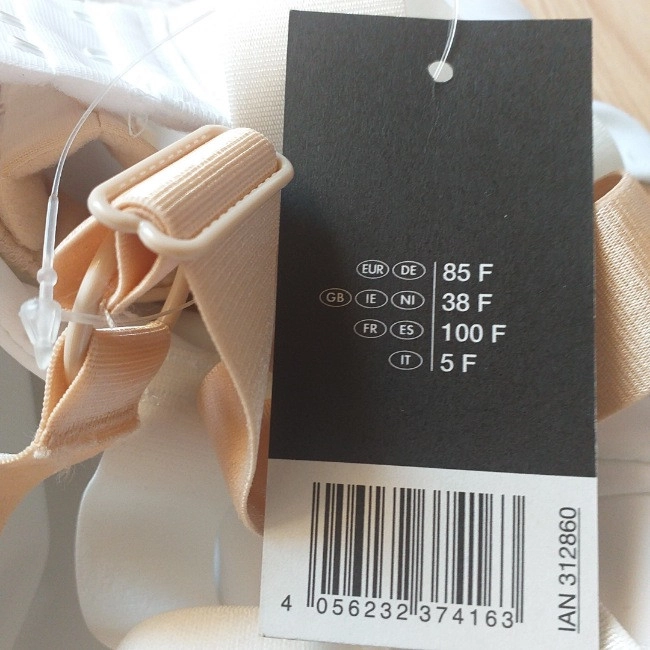 EUR DE 85 F
GB IE NI 38 F
FR ES 100 F
IT 5 F
4 056232 374163
IAN 312860